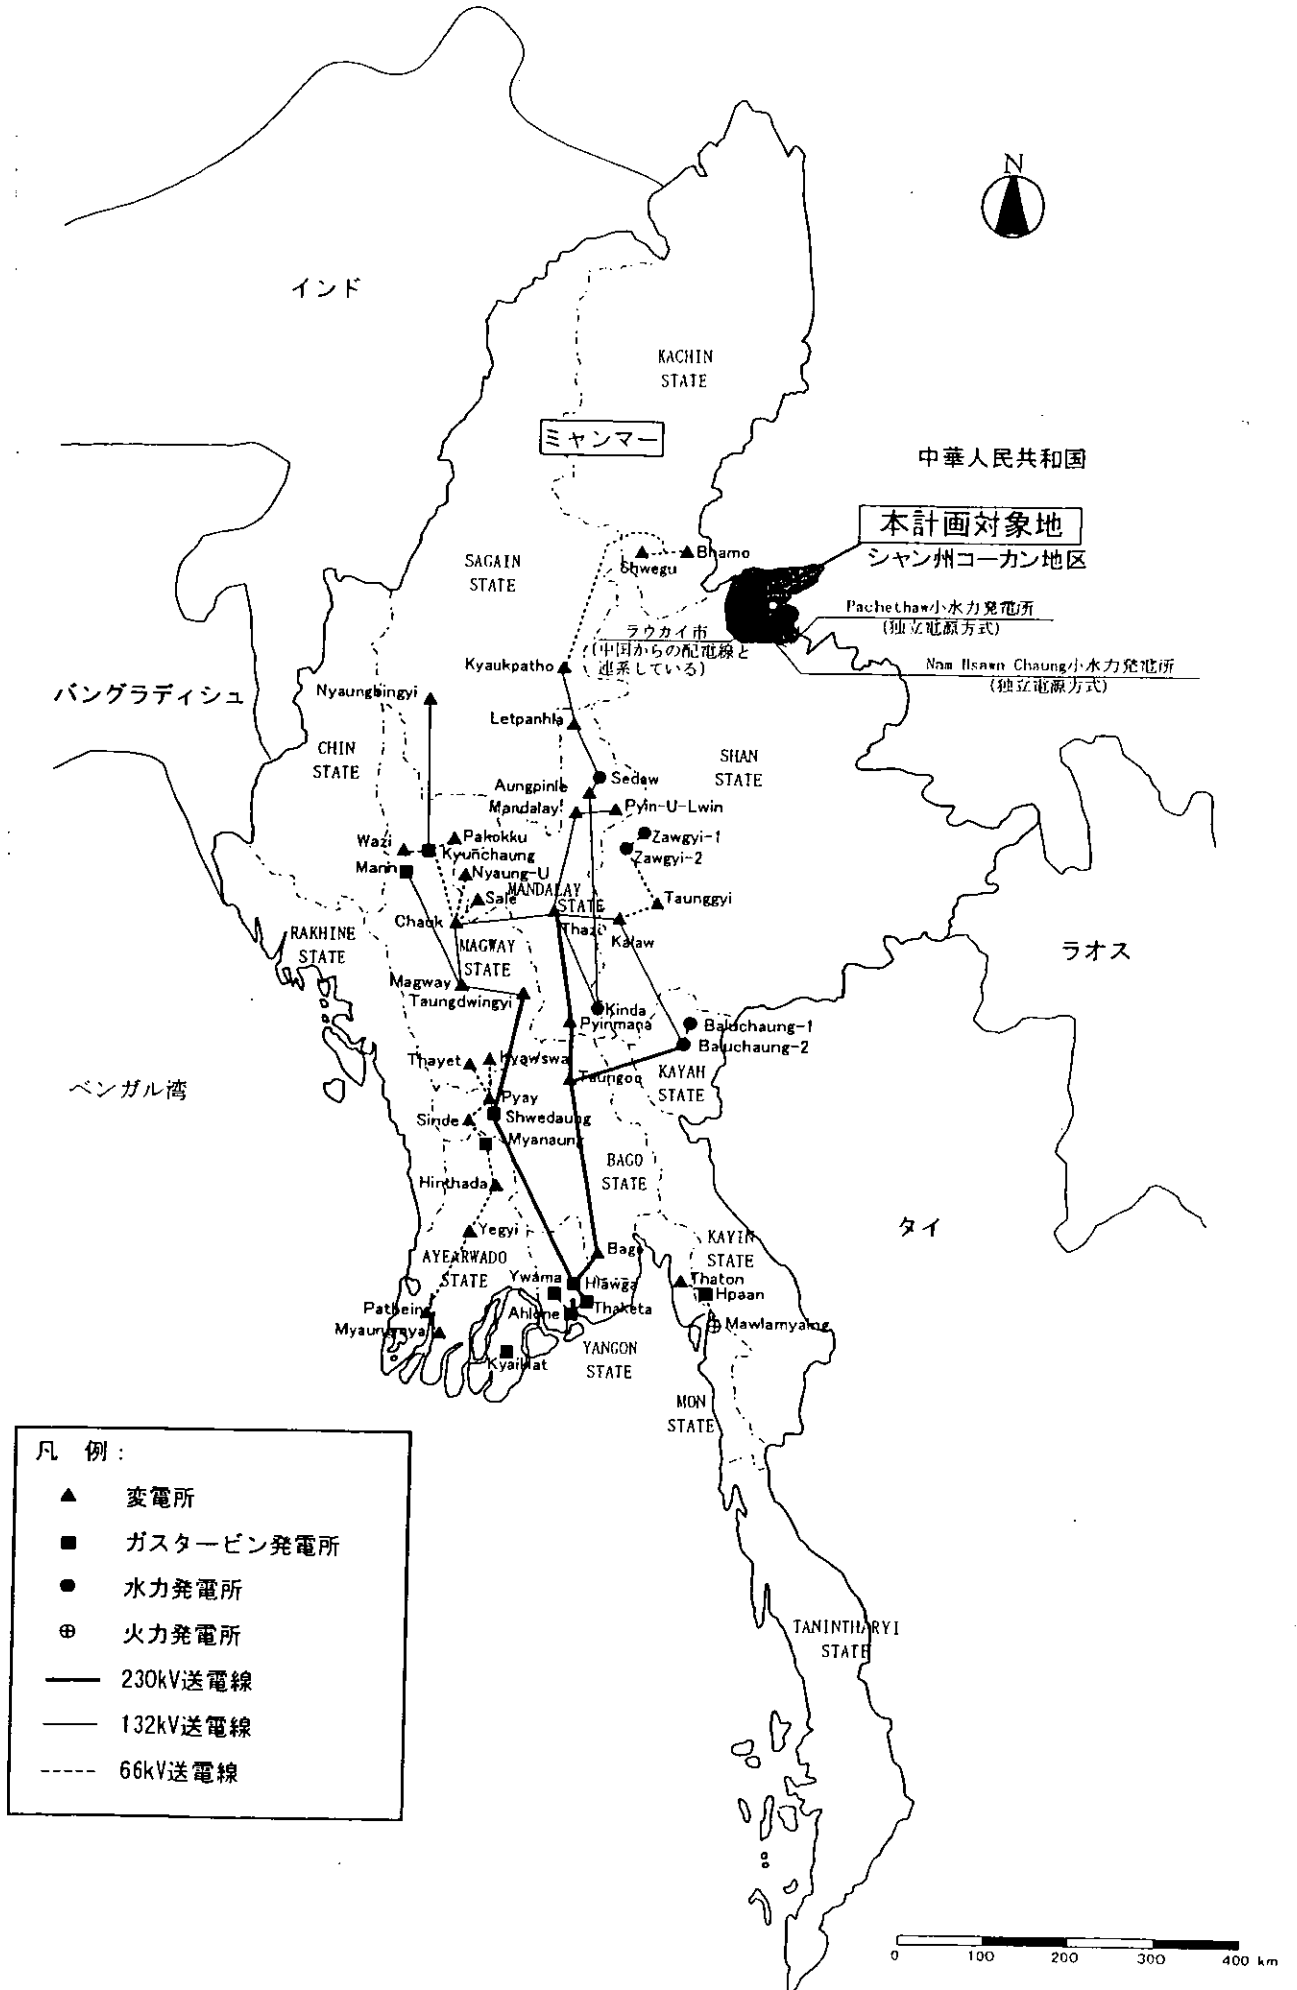 N
インド
KACHIN
STATE
ミャンマー
中華人民共和国
本計画対象地
シャン州コーカン地区
SAGAIN
STATE
Bhamo
Shwegu
Pachethaw小水力発電所
(独立電源方式)
ラウカイ市
(中国からの配電線と
連系している)
Nam Hsawn Chaung小水力発電所
(独立電源方式)
Kyaukpatho
バングラディシュ
Nyaungbingyi
Letpanhla
CHIN
STATE
SHAN
STATE
Sedaw
Aungpinle
Mandalay
Pyin-U-Lwin
Wazi
Pakokku
Kyunchaung
Zawgyi-1
Zawgyi-2
Mann
Nyaung-U
Sale
MANDALAY
STATE
Taunggyi
Chauk
Thazi
Kalaw
RAKHINE
STATE
MAGWAY
STATE
ラオス
Magway
Taungdwingyi
Kinda
Pyinmana
Baluchaung-1
Baluchaung-2
Thayet
Kyawswa
Taungoo
KAYAH
STATE
ベンガル湾
Pyay
Sinde
Shwedaung
Myanaung
BAGO
STATE
Hinthada
タイ
Yegyi
AYEARWADO
STATE
Bago
KAYIN
STATE
Ywama
Hlawga
Thaton
Hpaan
Pathein
Ahlone
Thaketa
Mawlamyaing
Myaungmya
YANGON
STATE
Kyaiklat
MON
STATE
凡 例:
変電所
ガスタービン発電所
水力発電所
火力発電所
230kV送電線
132kV送電線
66kV送電線
TANINTHARYI
STATE
0 100 200 300 400 km